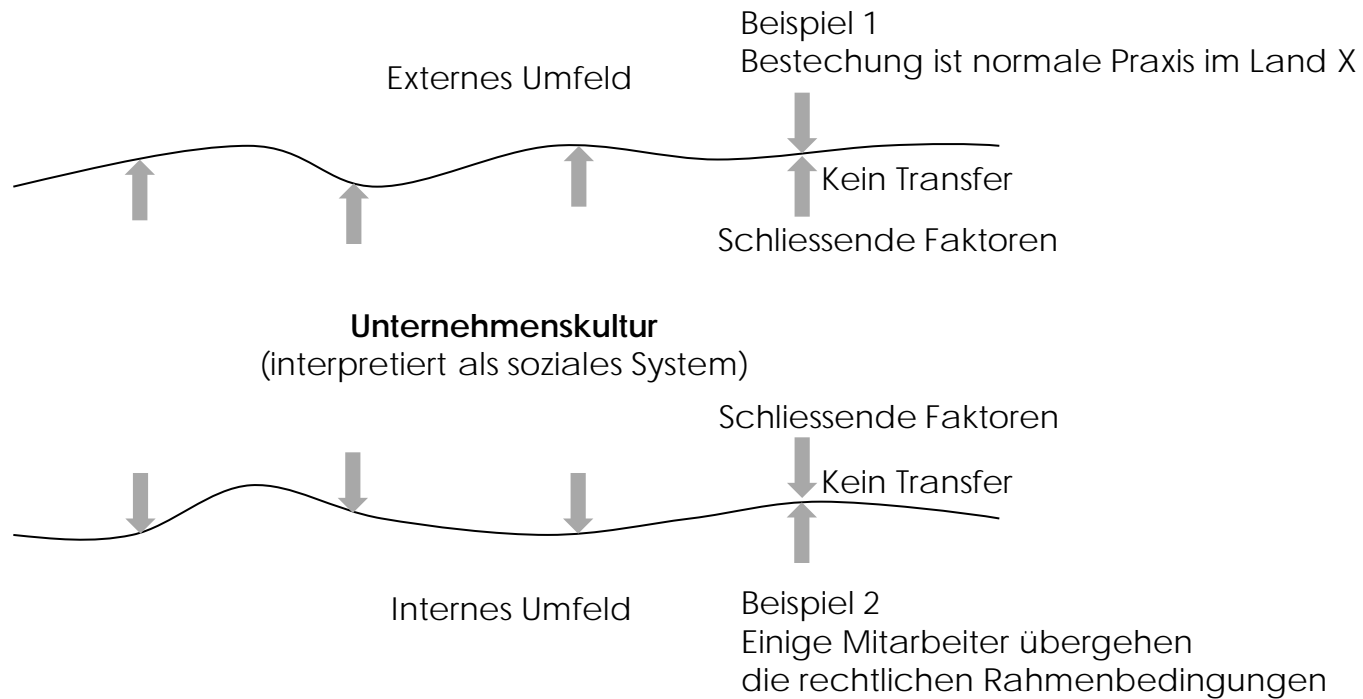 Beispiel 1
Bestechung ist normale Praxis im Land X
Externes Umfeld
Kein Transfer
Schliessende Faktoren
Unternehmenskultur
(interpretiert als soziales System)
Schliessende Faktoren
Kein Transfer
Internes Umfeld
Beispiel 2
Einige Mitarbeiter übergehen
die rechtlichen Rahmenbedingungen